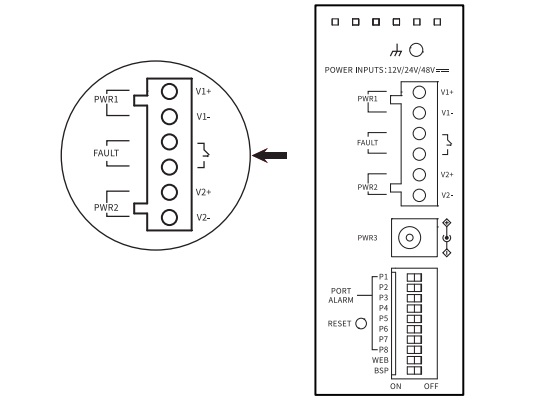 V1+
PWR1
V1-
FAULT
V2+
PWR2
V2-
POWER INPUTS:12V/24V/48V
V1+
PWR1
V1-
FAULT
V2+
PWR2
V2-
PWR3
P1
P2
PORT
ALARM
P3
P4
P5
RESET
P6
P7
P8
WEB
BSP
ON OFF